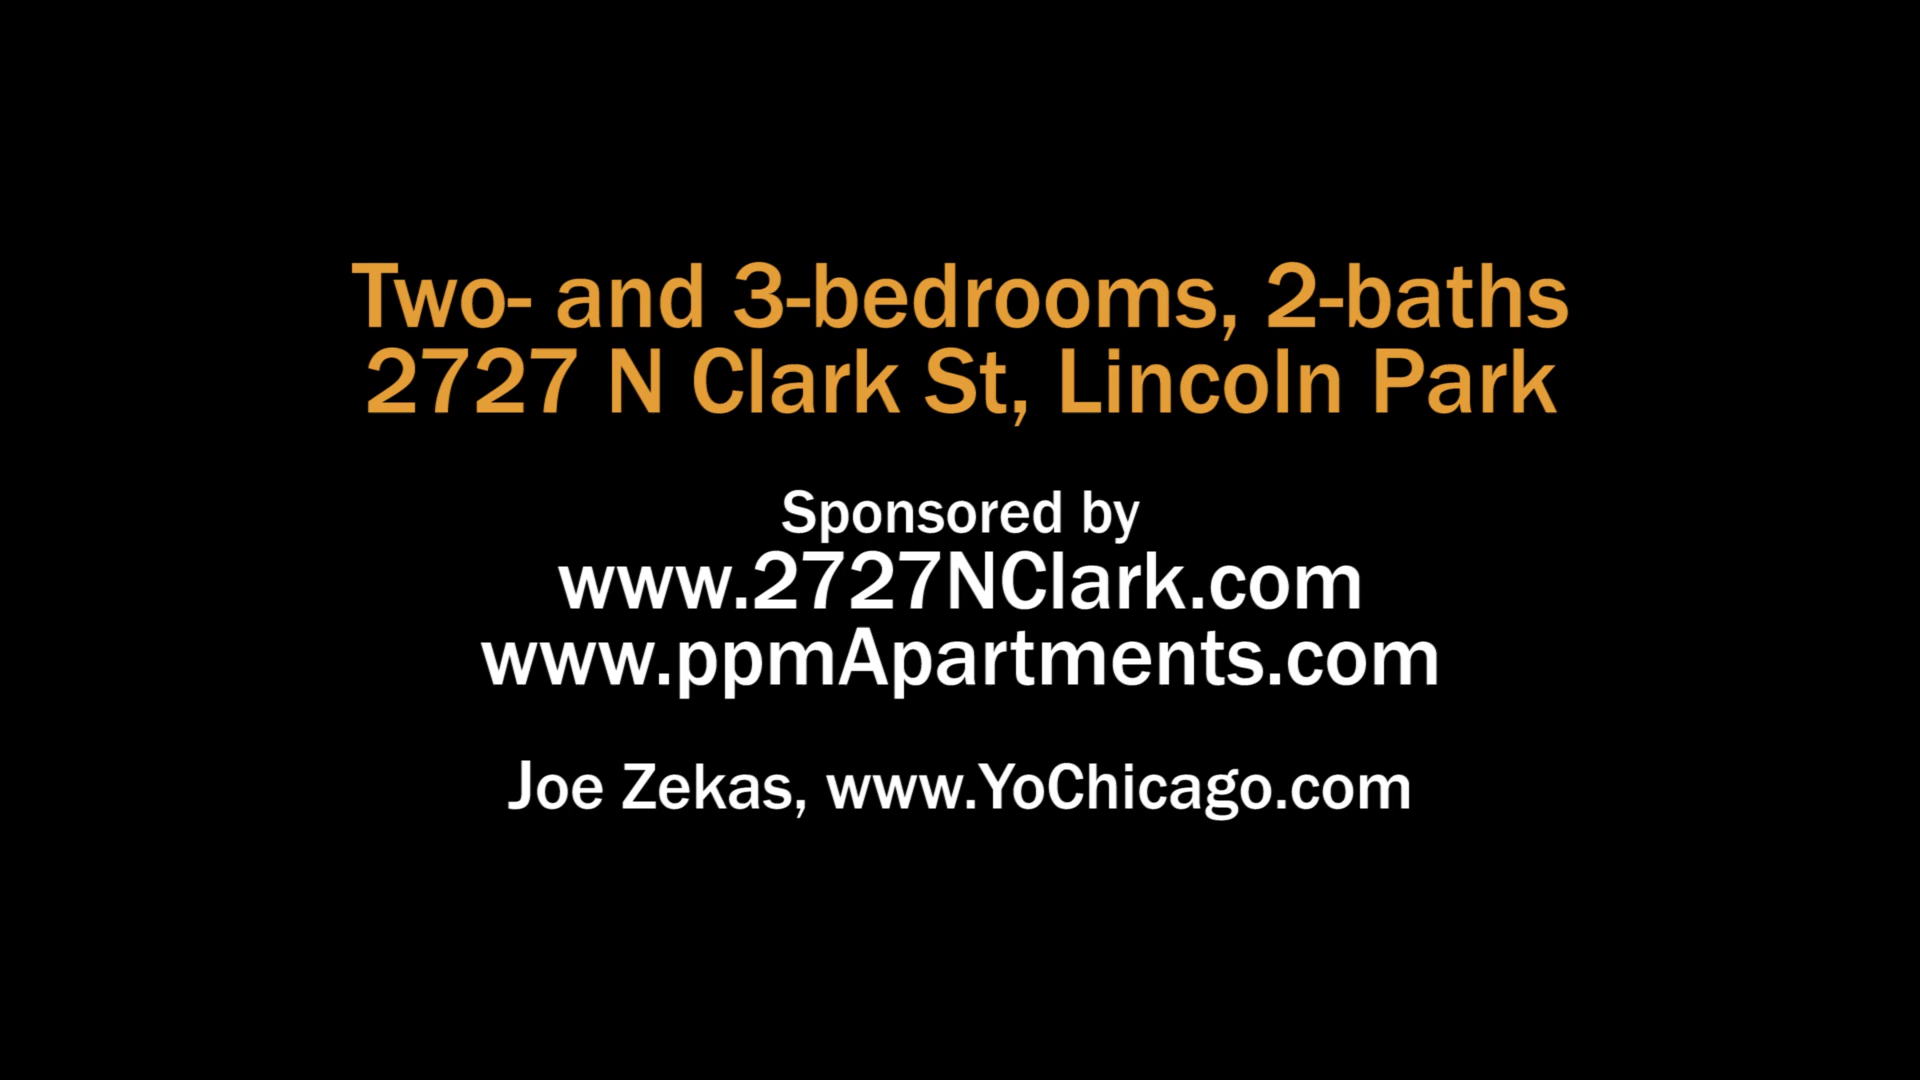 Two- and 3-bedrooms, 2-baths
2727 N Clark St, Lincoln Park
Sponsored by
www.2727NClark.com
www.ppmApartments.com
Joe Zekas, www.YoChicago.com